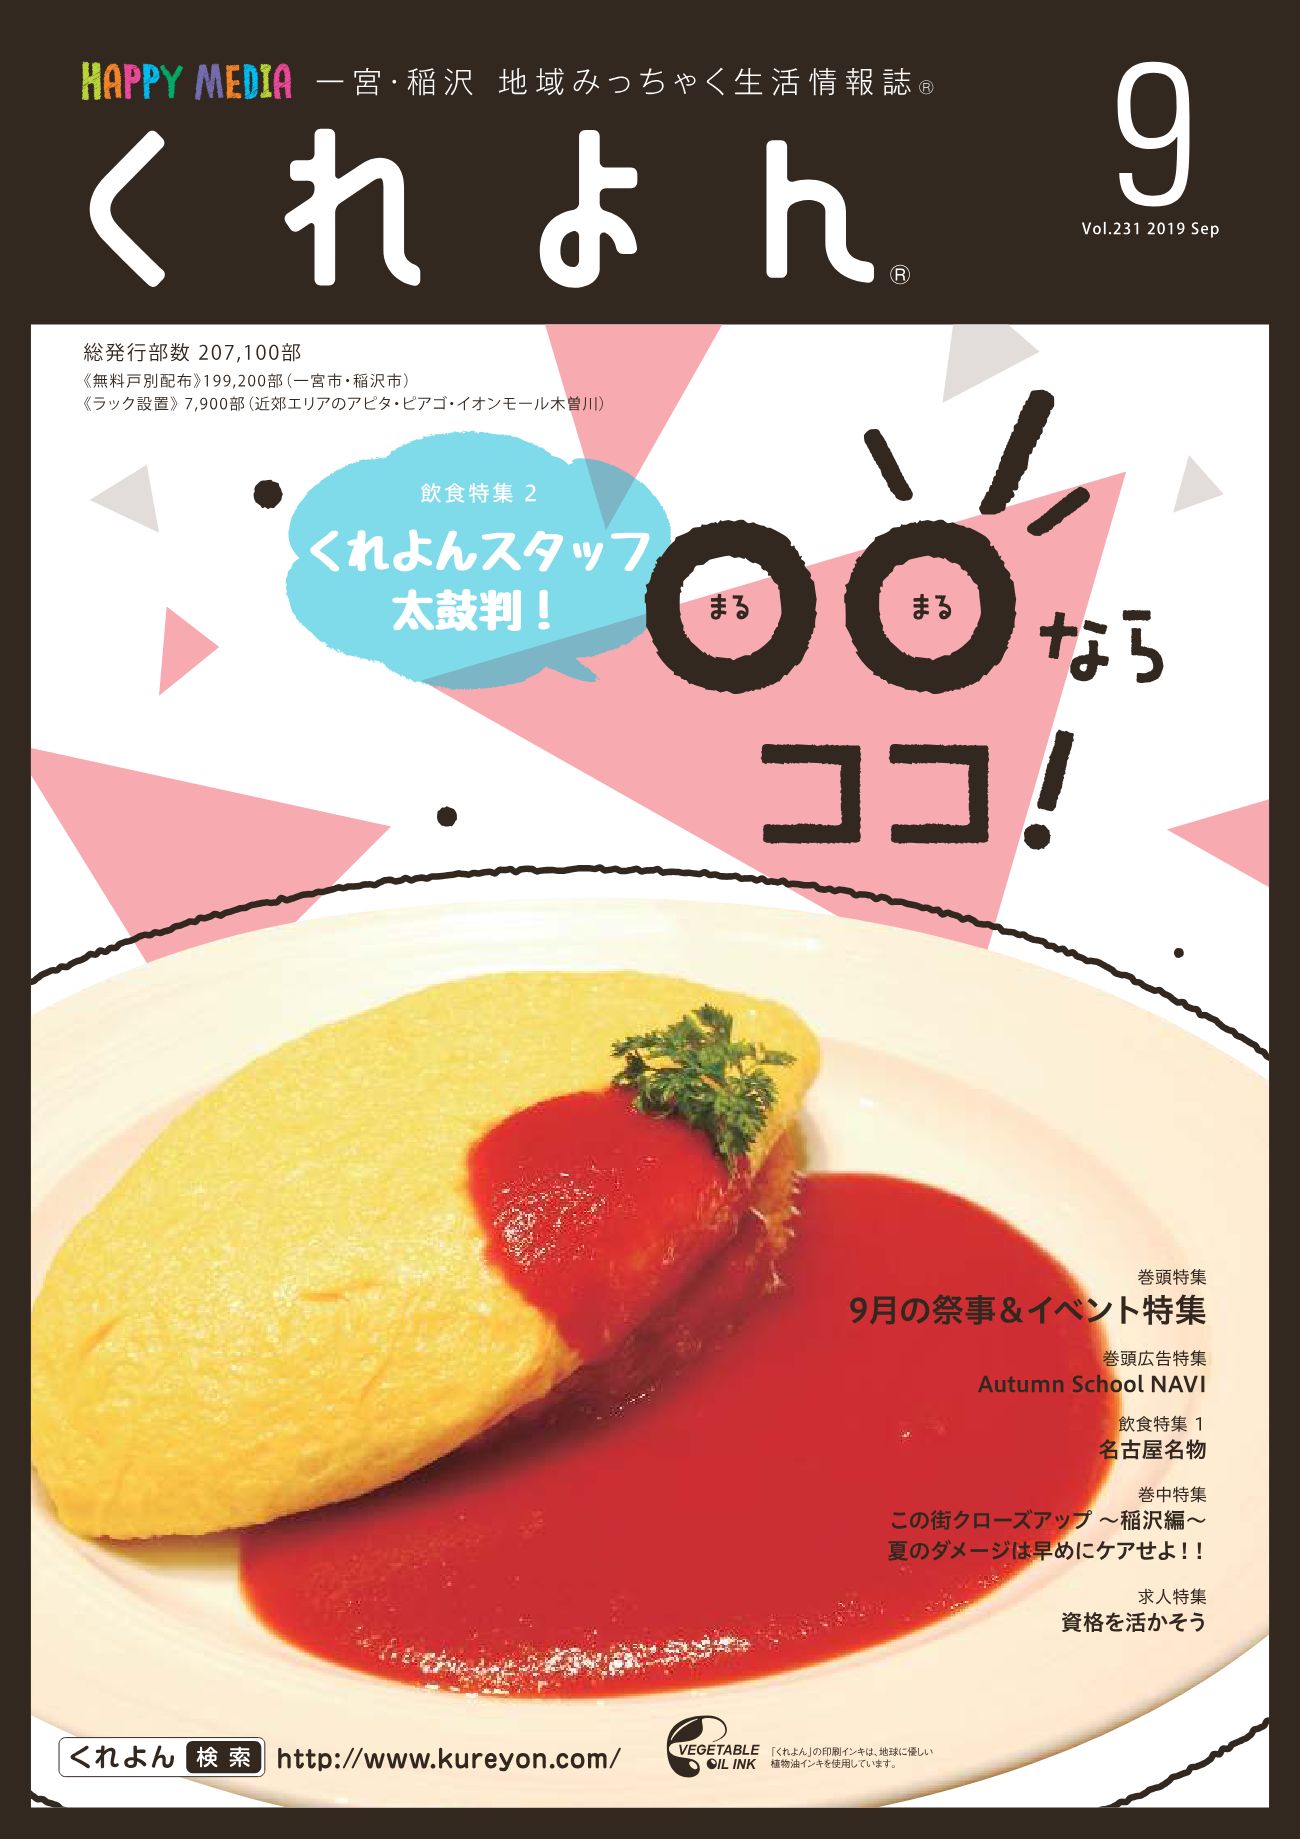 HAPPY MEDIA 一宮・稲沢 地域みっちゃく生活情報誌®
くれよん®
9
Vol.231 2019 Sep
総発行部数 207,100部
《無料戸別配布》199,200部（一宮市・稲沢市）
《ラック設置》 7,900部（近郊エリアのアピタ・ピアゴ・イオンモール木曽川）
飲食特集 2
くれよんスタッフ
太鼓判！
まる まる
○○なら
ココ！
巻頭特集
9月の祭事＆イベント特集
巻頭広告特集
Autumn School NAVI
飲食特集 1
名古屋名物
巻中特集
この街クローズアップ ～稲沢編～
夏のダメージは早めにケアせよ！！
求人特集
資格を活かそう
くれよん 検索 http://www.kureyon.com/
VEGETABLE
OIL INK
「くれよん」の印刷インキは、地球に優しい
植物油インキを使用しています。